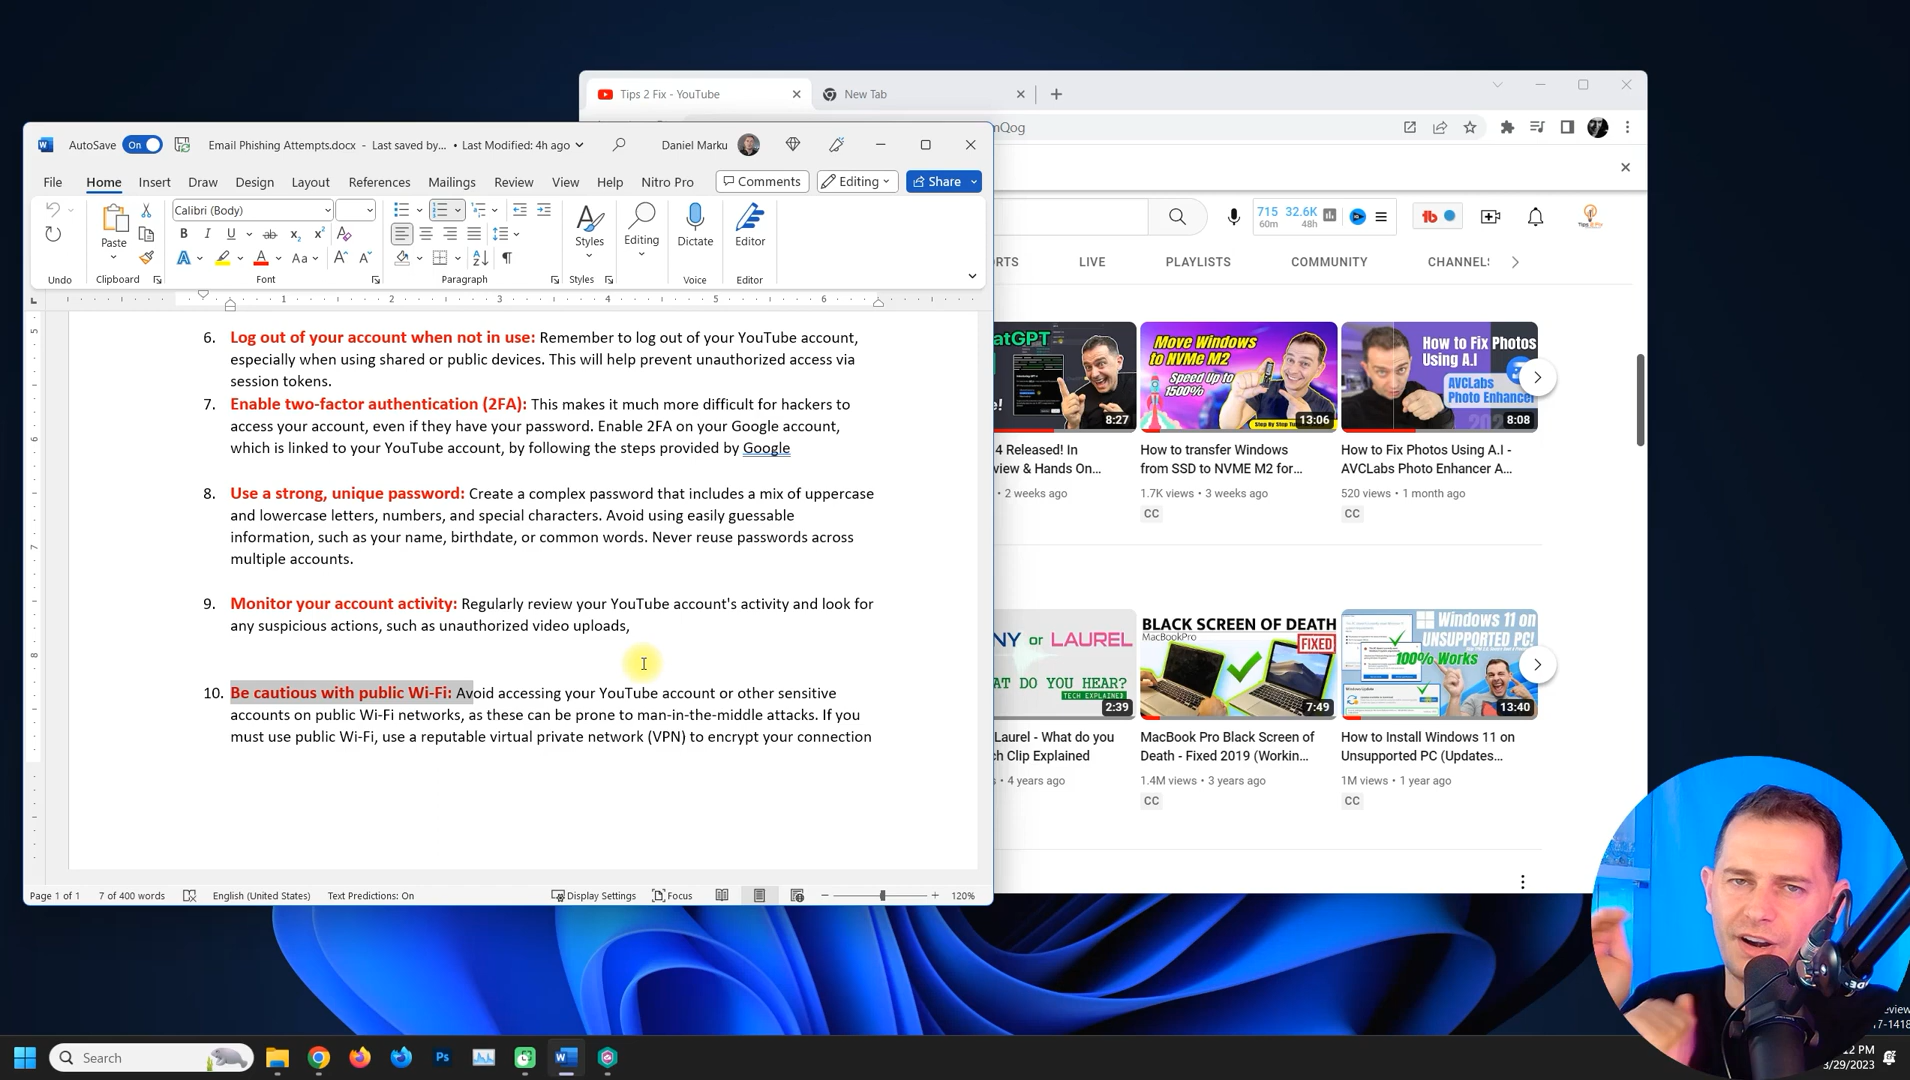 Tips 2 Fix - YouTube
New Tab
mQog
AutoSave
On
Email Phishing Attempts.docx - Last saved by... • Last Modified: 4h ago
Daniel Marku
File Home Insert Draw Design Layout References Mailings Review View Help Nitro Pro
Comments
Editing
Share
Calibri (Body)
Paste
Styles
Editing
Dictate
Editor
Undo
Clipboard
Font
Paragraph
Styles
Voice
Editor
6. Log out of your account when not in use: Remember to log out of your YouTube account,
especially when using shared or public devices. This will help prevent unauthorized access via
session tokens.
7. Enable two-factor authentication (2FA): This makes it much more difficult for hackers to
access your account, even if they have your password. Enable 2FA on your Google account,
which is linked to your YouTube account, by following the steps provided by Google
8. Use a strong, unique password: Create a complex password that includes a mix of uppercase
and lowercase letters, numbers, and special characters. Avoid using easily guessable
information, such as your name, birthdate, or common words. Never reuse passwords across
multiple accounts.
9. Monitor your account activity: Regularly review your YouTube account's activity and look for
any suspicious actions, such as unauthorized video uploads,
10. Be cautious with public Wi-Fi: Avoid accessing your YouTube account or other sensitive
accounts on public Wi-Fi networks, as these can be prone to man-in-the-middle attacks. If you
must use public Wi-Fi, use a reputable virtual private network (VPN) to encrypt your connection
Page 1 of 1
7 of 400 words
English (United States)
Text Predictions: On
Display Settings
Focus
120%
715 32.6K
60m 48h
tb
Tips 2 Fix
ORTS LIVE PLAYLISTS COMMUNITY CHANNELS
atGPT
8:27
4 Released! In
view & Hands On...
• 2 weeks ago
Move Windows
to NVMe M2
Speed Up to
1500%
Step By Step
13:06
How to transfer Windows
from SSD to NVME M2 for...
1.7K views • 3 weeks ago
CC
How to Fix Photos
Using A.I
AVCLabs
Photo Enhancer
8:08
How to Fix Photos Using A.I -
AVCLabs Photo Enhancer A...
520 views • 1 month ago
CC
NY or LAUREL
AT DO YOU HEAR?
TECH EXPLAINED
2:39
Laurel - What do you
ch Clip Explained
• 4 years ago
BLACK SCREEN OF DEATH
MacBookPro
FIXED
7:49
MacBook Pro Black Screen of
Death - Fixed 2019 (Workin...
1.4M views • 3 years ago
CC
Windows 11 on
UNSUPPORTED PC!
100% Works
13:40
How to Install Windows 11 on
Unsupported PC (Updates...
1M views • 1 year ago
CC
Search
Ps
12 PM
3/29/2023